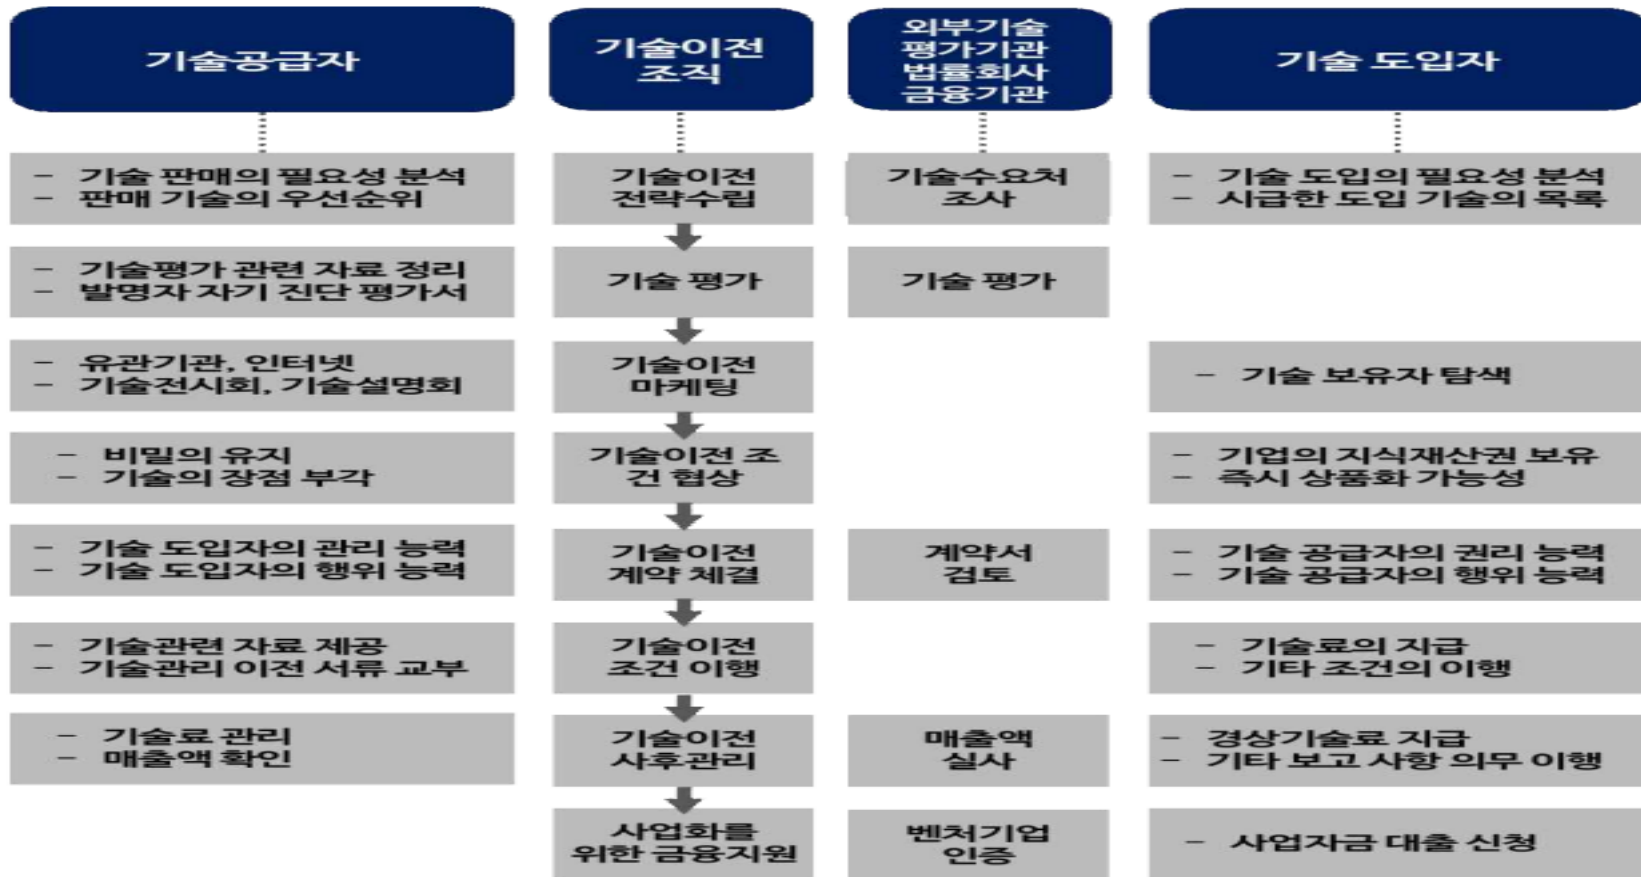 기술공급자
기술이전
조직
외부기술
평가기관
법률회사
금융기관
기술 도입자
- 기술 판매의 필요성 분석
- 판매 기술의 우선순위
기술이전
전략수립
기술수요처
조사
- 기술 도입의 필요성 분석
- 시급한 도입 기술의 목록
- 기술평가 관련 자료 정리
- 발명자 자기 진단 평가서
기술 평가
기술 평가
- 유관기관, 인터넷
- 기술전시회, 기술설명회
기술이전
마케팅
- 기술 보유자 탐색
- 비밀의 유지
- 기술의 장점 부각
기술이전 조
건 협상
- 기업의 지식재산권 보유
- 즉시 상품화 가능성
- 기술 도입자의 관리 능력
- 기술 도입자의 행위 능력
기술이전
계약 체결
계약서
검토
- 기술 공급자의 권리 능력
- 기술 공급자의 행위 능력
- 기술관련 자료 제공
- 기술관리 이전 서류 교부
기술이전
조건 이행
- 기술료의 지급
- 기타 조건의 이행
- 기술료 관리
- 매출액 확인
기술이전
사후관리
매출액
실사
- 경상기술료 지급
- 기타 보고 사항 의무 이행
사업화를
위한 금융지원
벤처기업
인증
- 사업자금 대출 신청